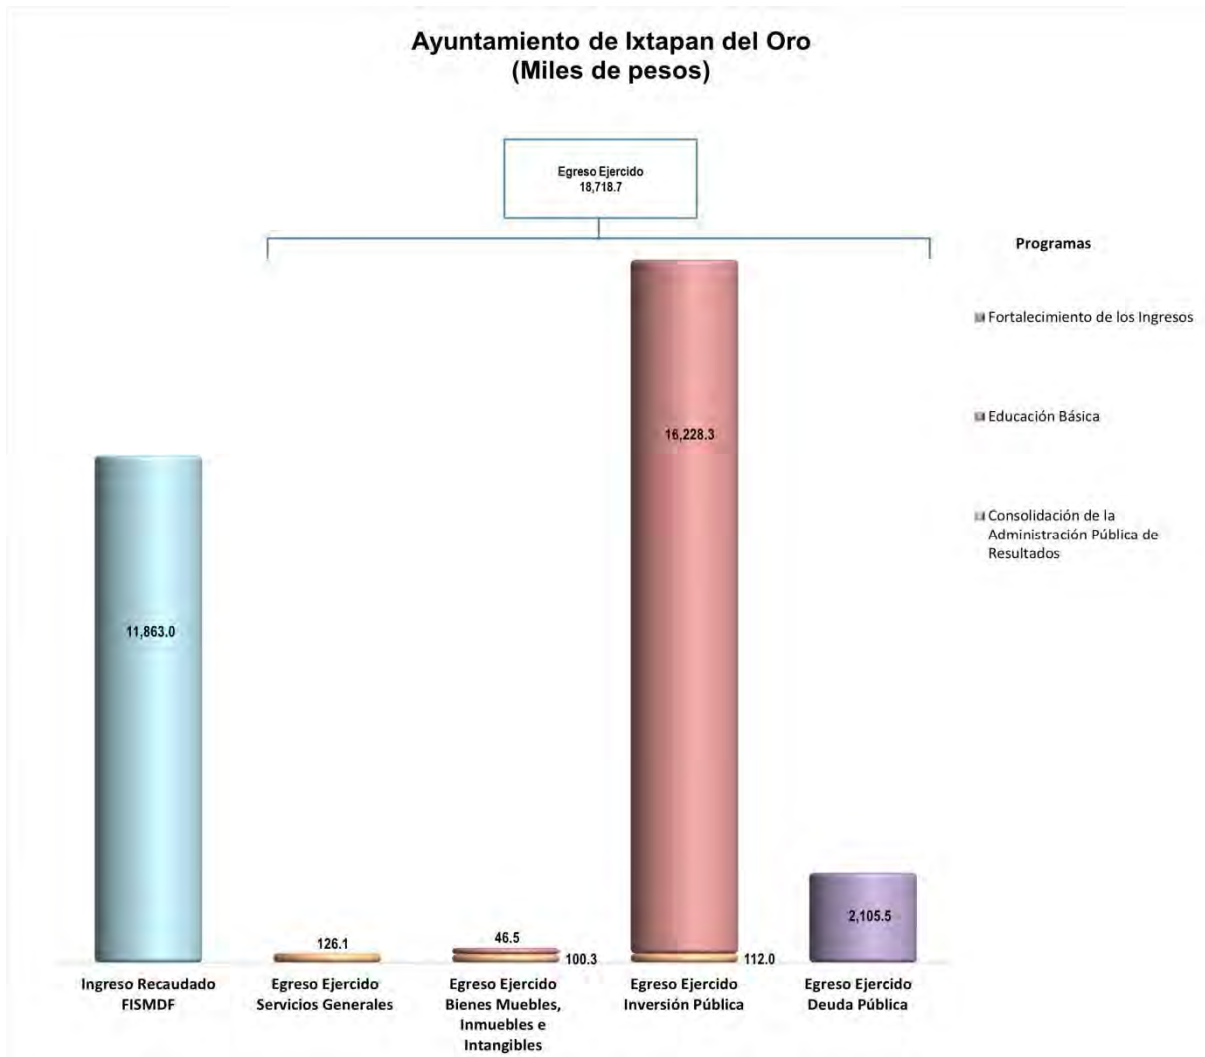 Ayuntamiento de Ixtapan del Oro
(Miles de pesos)
Egreso Ejercido
18,718.7
Programas
Fortalecimiento de los Ingresos
Educación Básica
Consolidación de la
Administración Pública de
Resultados
16,228.3
11,863.0
2,105.5
126.1
46.5
100.3
112.0
Ingreso Recaudado
FISMDF
Egreso Ejercido
Servicios Generales
Egreso Ejercido
Bienes Muebles,
Inmuebles e
Intangibles
Egreso Ejercido
Inversión Pública
Egreso Ejercido
Deuda Pública